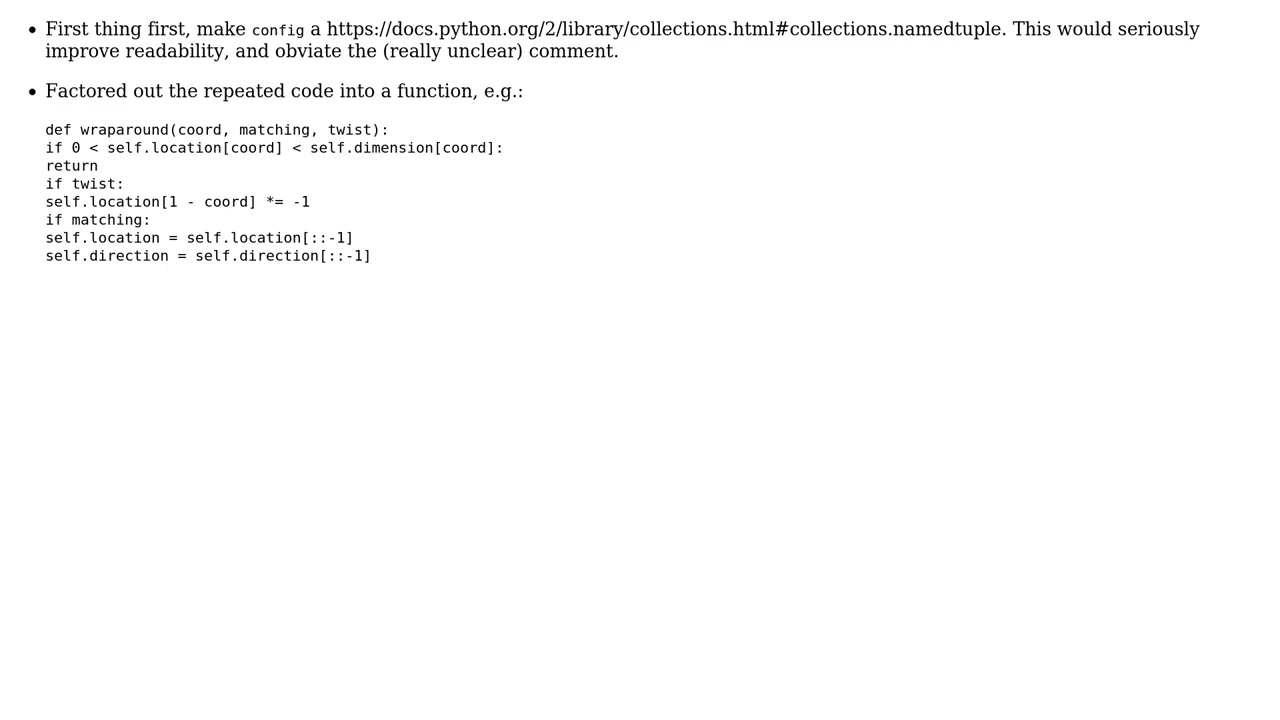 • First thing first, make config a https://docs.python.org/2/library/collections.html#collections.namedtuple. This would seriously
improve readability, and obviate the (really unclear) comment.
• Factored out the repeated code into a function, e.g.:
def wraparound(coord, matching, twist):
if 0 < self.location[coord] < self.dimension[coord]:
return
if twist:
self.location[1 - coord] *= -1
if matching:
self.location = self.location[::-1]
self.direction = self.direction[::-1]